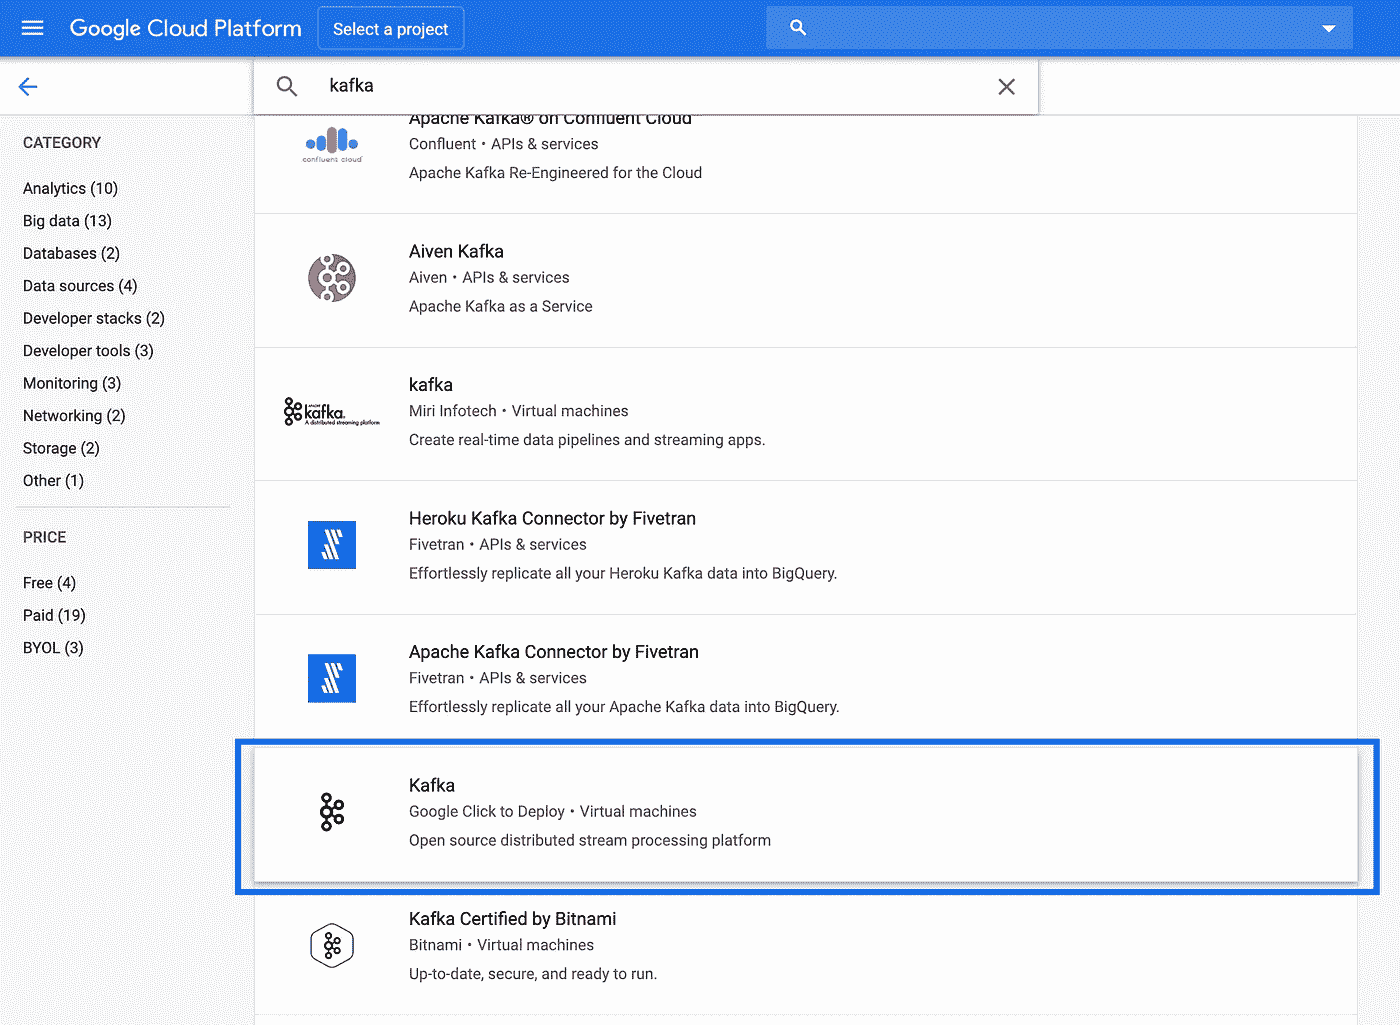 Google Cloud Platform
Select a project
kafka
CATEGORY
Analytics (10)
Big data (13)
Databases (2)
Data sources (4)
Developer stacks (2)
Developer tools (3)
Monitoring (3)
Networking (2)
Storage (2)
Other (1)
PRICE
Free (4)
Paid (19)
BYOL (3)
confluent cloud
Apache Kafka® on Confluent Cloud™
Confluent • APIs & services
Apache Kafka Re-Engineered for the Cloud
Aiven Kafka
Aiven • APIs & services
Apache Kafka as a Service
APACHE
kafka.
A distributed streaming platform
kafka
Miri Infotech • Virtual machines
Create real-time data pipelines and streaming apps.
Heroku Kafka Connector by Fivetran
Fivetran • APIs & services
Effortlessly replicate all your Heroku Kafka data into BigQuery.
Apache Kafka Connector by Fivetran
Fivetran • APIs & services
Effortlessly replicate all your Apache Kafka data into BigQuery.
Kafka
Google Click to Deploy • Virtual machines
Open source distributed stream processing platform
Kafka Certified by Bitnami
Bitnami • Virtual machines
Up-to-date, secure, and ready to run.